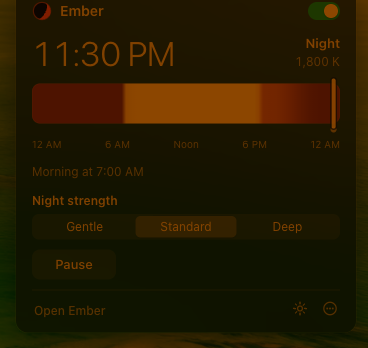 Ember
11:30 PM
Night
1,800 K
12 AM 6 AM Noon 6 PM 12 AM
Morning at 7:00 AM
Night strength
Gentle Standard Deep
Pause
Open Ember